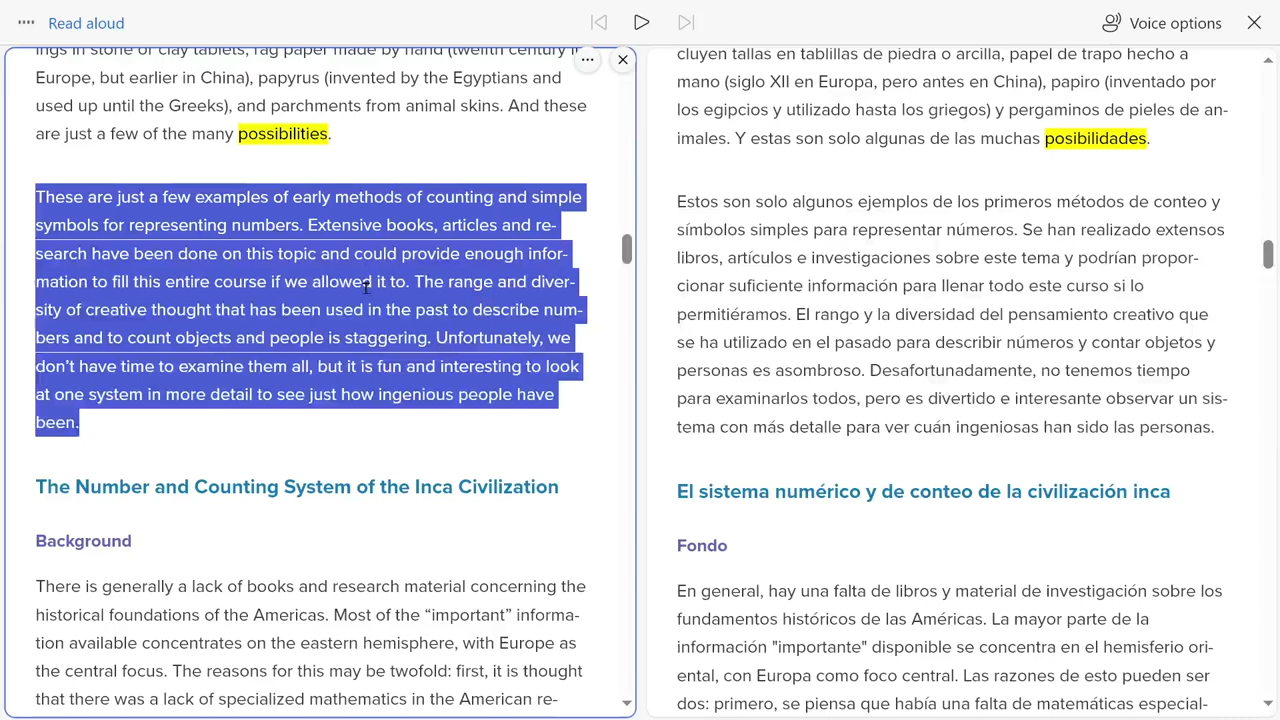 Read aloud
Voice options
ings in stone or clay tablets, rag paper made by hand (twelfth century in
Europe, but earlier in China), papyrus (invented by the Egyptians and
used up until the Greeks), and parchments from animal skins. And these
are just a few of the many possibilities.
These are just a few examples of early methods of counting and simple
symbols for representing numbers. Extensive books, articles and re-
search have been done on this topic and could provide enough infor-
mation to fill this entire course if we allowed it to. The range and diver-
sity of creative thought that has been used in the past to describe num-
bers and to count objects and people is staggering. Unfortunately, we
don’t have time to examine them all, but it is fun and interesting to look
at one system in more detail to see just how ingenious people have
been.
The Number and Counting System of the Inca Civilization
Background
There is generally a lack of books and research material concerning the
historical foundations of the Americas. Most of the “important” informa-
tion available concentrates on the eastern hemisphere, with Europe as
the central focus. The reasons for this may be twofold: first, it is thought
that there was a lack of specialized mathematics in the American re-
cluyen tallas en tablillas de piedra o arcilla, papel de trapo hecho a
mano (siglo XII en Europa, pero antes en China), papiro (inventado por
los egipcios y utilizado hasta los griegos) y pergaminos de pieles de an-
imales. Y estas son solo algunas de las muchas posibilidades.
Estos son solo algunos ejemplos de los primeros métodos de conteo y
símbolos simples para representar números. Se han realizado extensos
libros, artículos e investigaciones sobre este tema y podrían propor-
cionar suficiente información para llenar todo este curso si lo
permitiéramos. El rango y la diversidad del pensamiento creativo que
se ha utilizado en el pasado para describir números y contar objetos y
personas es asombroso. Desafortunadamente, no tenemos tiempo
para examinarlos todos, pero es divertido e interesante observar un sis-
tema con más detalle para ver cuán ingeniosas han sido las personas.
El sistema numérico y de conteo de la civilización inca
Fondo
En general, hay una falta de libros y material de investigación sobre los
fundamentos históricos de las Américas. La mayor parte de la
información "importante" disponible se concentra en el hemisferio ori-
ental, con Europa como foco central. Las razones de esto pueden ser
dos: primero, se piensa que había una falta de matemáticas especial-